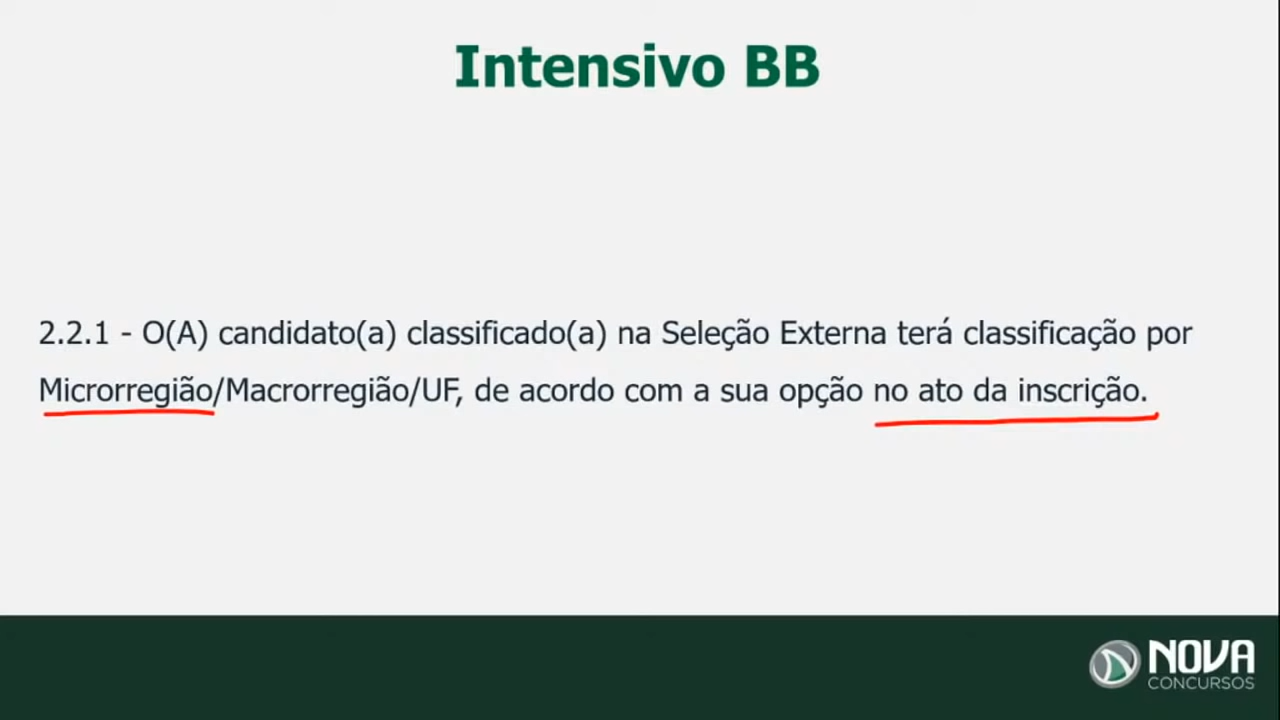 Intensivo BB
2.2.1 - O(A) candidato(a) classificado(a) na Seleção Externa terá classificação por
Microrregião/Macrorregião/UF, de acordo com a sua opção no ato da inscrição.
NOVA
CONCURSOS